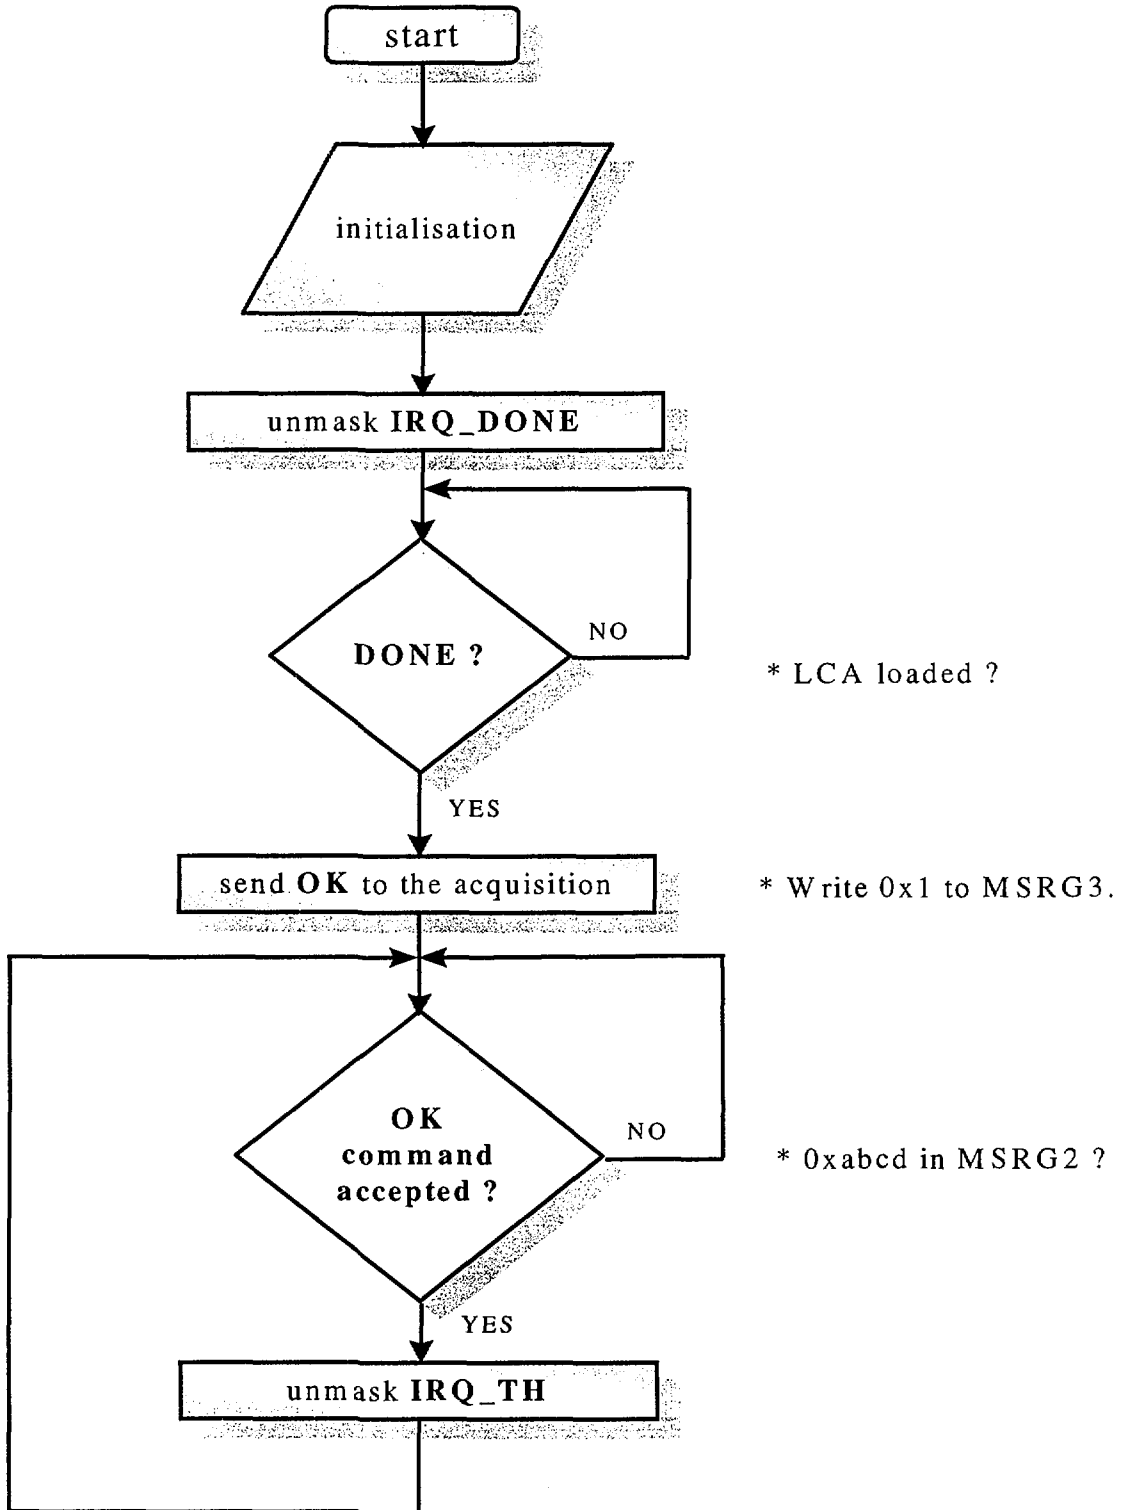 start
initialisation
unmask IRQ_DONE
DONE ?
NO
* LCA loaded ?
YES
send OK to the acquisition
* Write 0x1 to MSRG3.
OK
command
accepted ?
NO
* 0xabcd in MSRG2 ?
YES
unmask IRQ_TH